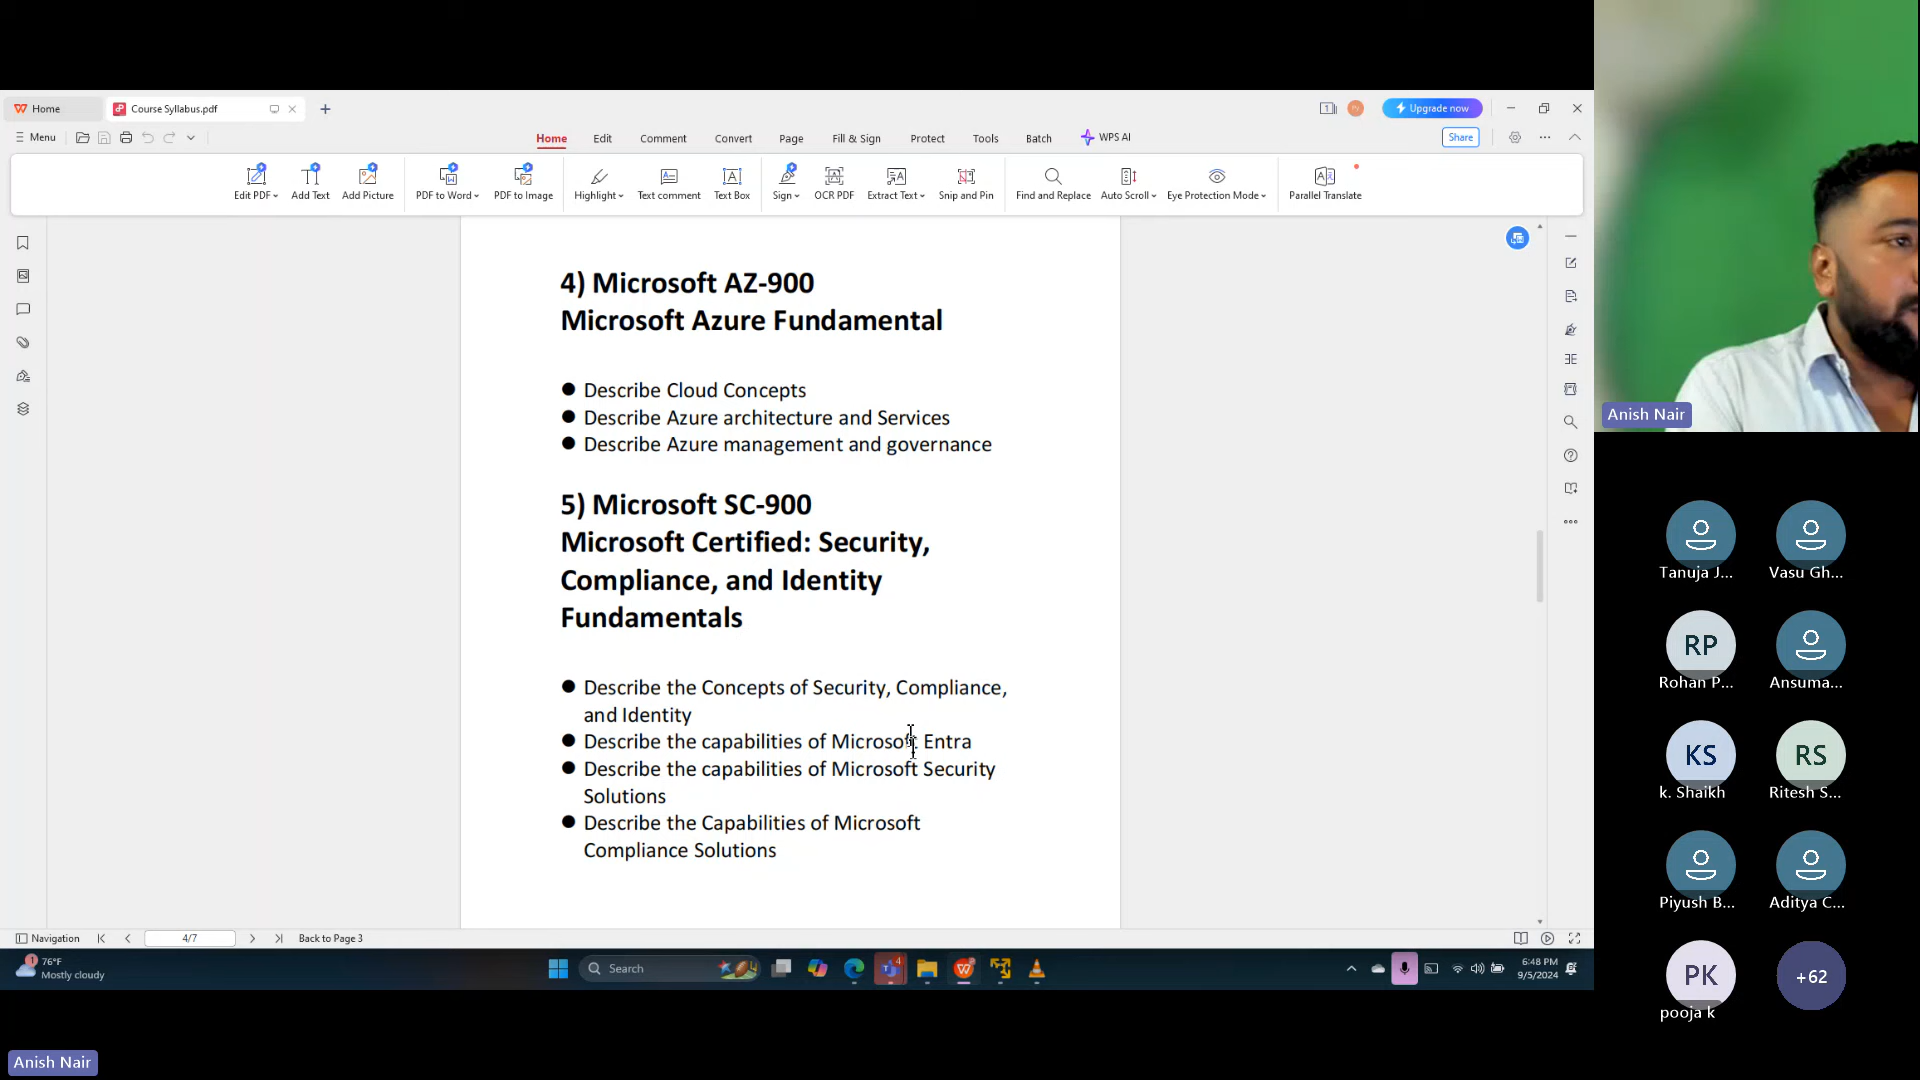 Home
Course Syllabus.pdf
Upgrade now
Menu
Home Edit Comment Convert Page Fill & Sign Protect Tools Batch WPS AI
Share
Edit PDF Add Text Add Picture PDF to Word PDF to Image Highlight Text comment Text Box Sign OCR PDF Extract Text Snip and Pin Find and Replace Auto Scroll Eye Protection Mode Parallel Translate
4) Microsoft AZ-900
Microsoft Azure Fundamental
● Describe Cloud Concepts
● Describe Azure architecture and Services
● Describe Azure management and governance
5) Microsoft SC-900
Microsoft Certified: Security,
Compliance, and Identity
Fundamentals
● Describe the Concepts of Security, Compliance,
and Identity
● Describe the capabilities of Microsoft Entra
● Describe the capabilities of Microsoft Security
Solutions
● Describe the Capabilities of Microsoft
Compliance Solutions
Navigation
4/7
Back to Page 3
1
76°F
Mostly cloudy
Search
4
6:48 PM
9/5/2024
Anish Nair
Anish Nair
Tanuja J...
Vasu Gh...
RP
Rohan P...
Ansuma...
KS
k. Shaikh
RS
Ritesh S...
Piyush B...
Aditya C...
PK
pooja k
+62